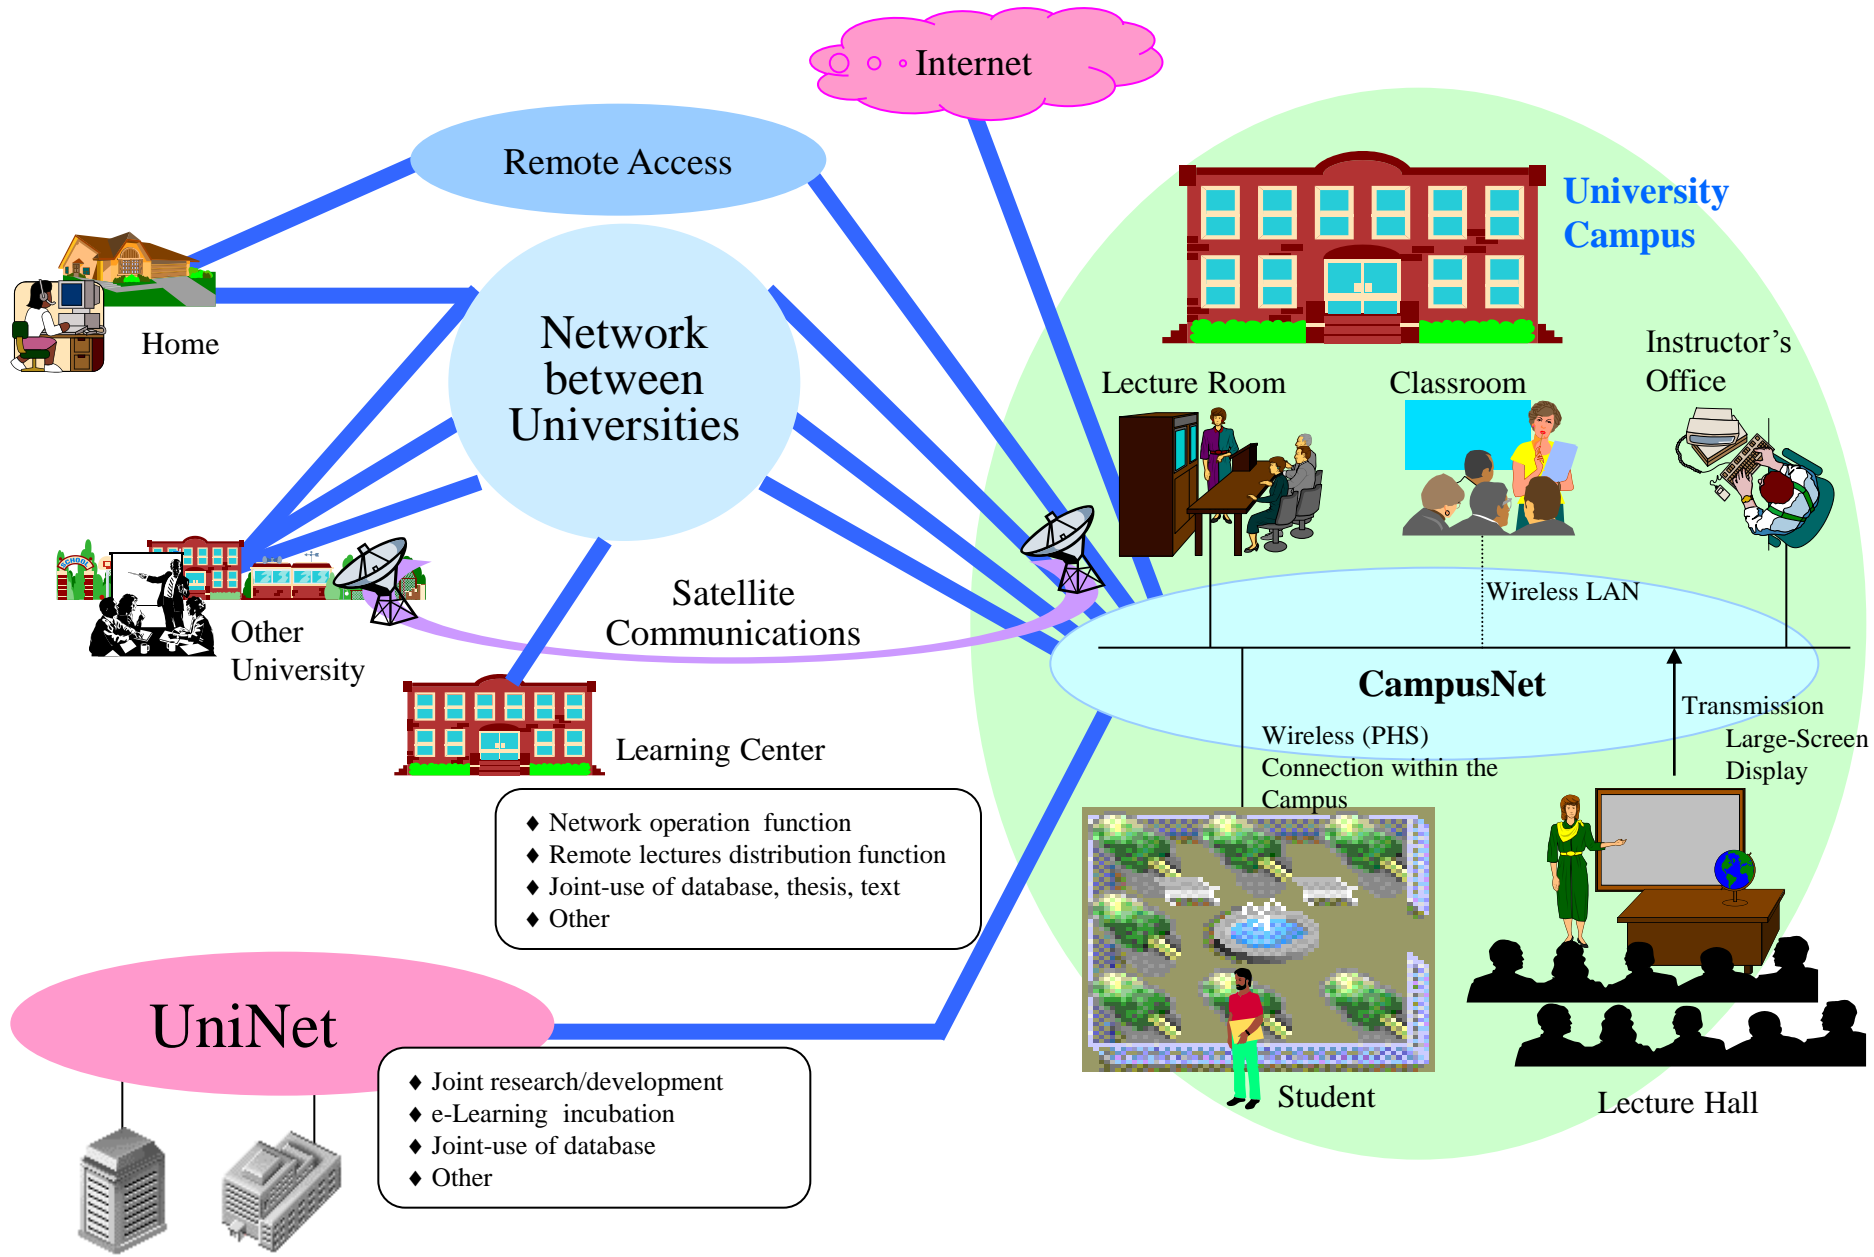 Internet
Remote Access
University
Campus
Home
Network
between
Universities
Instructor's
Office
Lecture Room
Classroom
SCHOOL
Other
University
Satellite
Communications
Wireless LAN
CampusNet
Learning Center
Wireless (PHS)
Connection within the
Campus
Transmission
Large-Screen
Display
♦ Network operation function
♦ Remote lectures distribution function
♦ Joint-use of database, thesis, text
♦ Other
UniNet
♦ Joint research/development
♦ e-Learning incubation
♦ Joint-use of database
♦ Other
Student
Lecture Hall